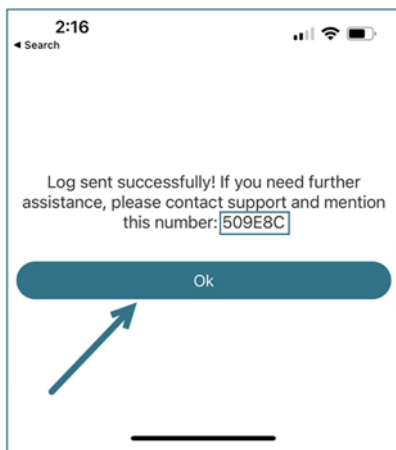 2:16
◀ Search
Log sent successfully! If you need further
assistance, please contact support and mention
this number: 509E8C
Ok